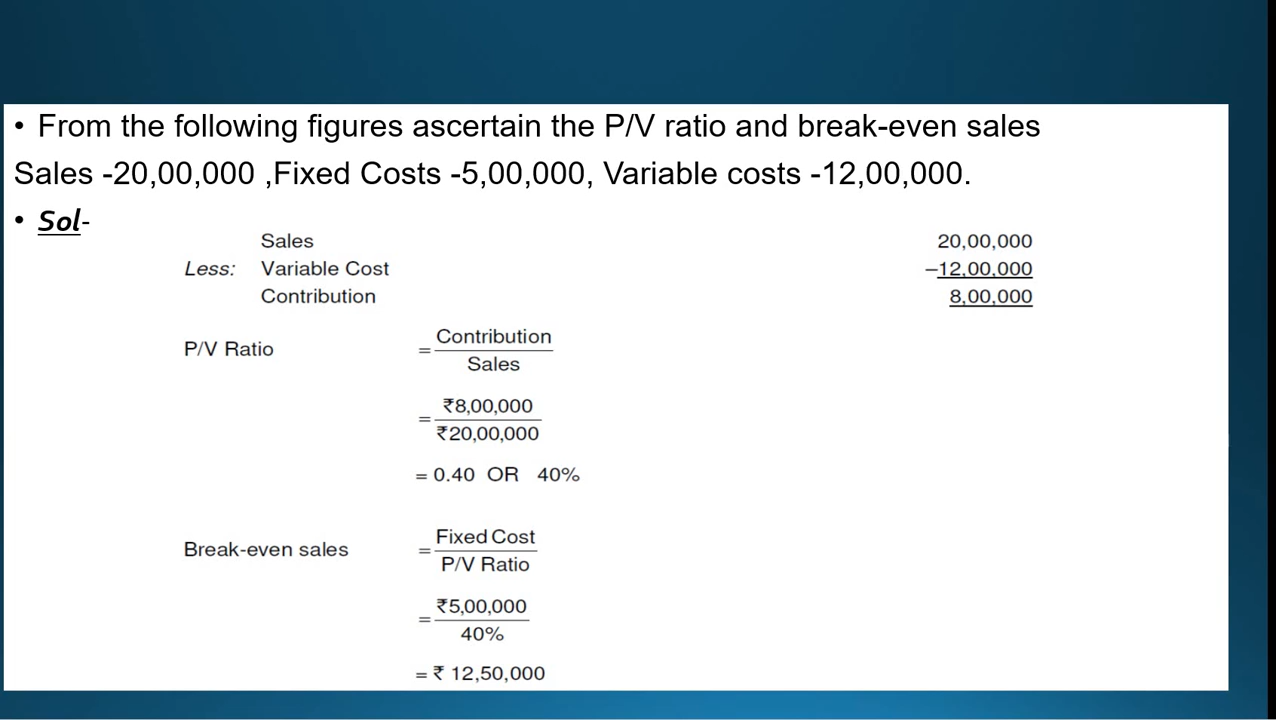 • From the following figures ascertain the P/V ratio and break-even sales
Sales -20,00,000 ,Fixed Costs -5,00,000, Variable costs -12,00,000.
• Sol-
Sales 20,00,000
Less: Variable Cost –12,00,000
Contribution 8,00,000
P/V Ratio = Contribution / Sales
= ₹8,00,000 / ₹20,00,000
= 0.40 OR 40%
Break-even sales = Fixed Cost / P/V Ratio
= ₹5,00,000 / 40%
= ₹ 12,50,000